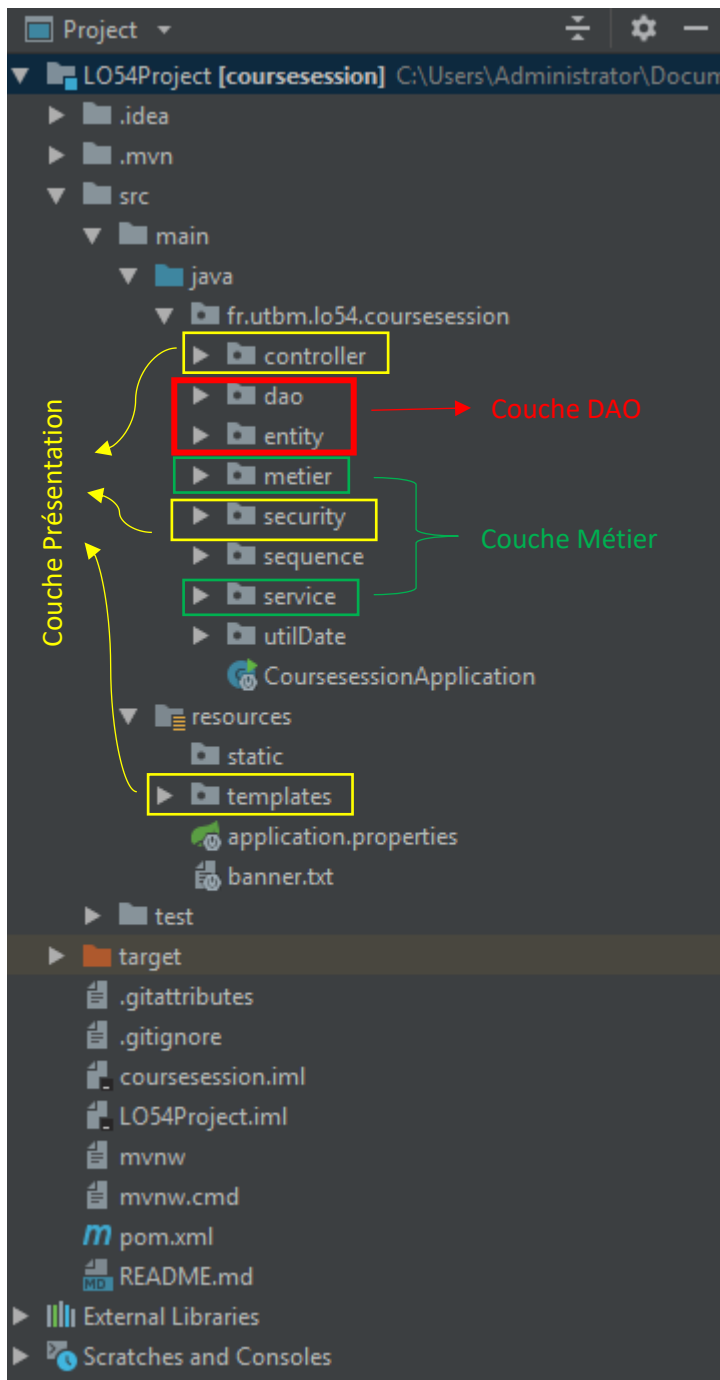 Project
LO54Project [coursesession] C:\Users\Administrator\Docum
.idea
.mvn
src
main
java
fr.utbm.lo54.coursesession
controller
dao
entity
metier
security
sequence
service
utilDate
CoursesessionApplication
resources
static
templates
application.properties
banner.txt
test
target
.gitattributes
.gitignore
coursesession.iml
LO54Project.iml
mvnw
mvnw.cmd
m pom.xml
MD README.md
External Libraries
Scratches and Consoles
Couche Présentation
Couche DAO
Couche Métier